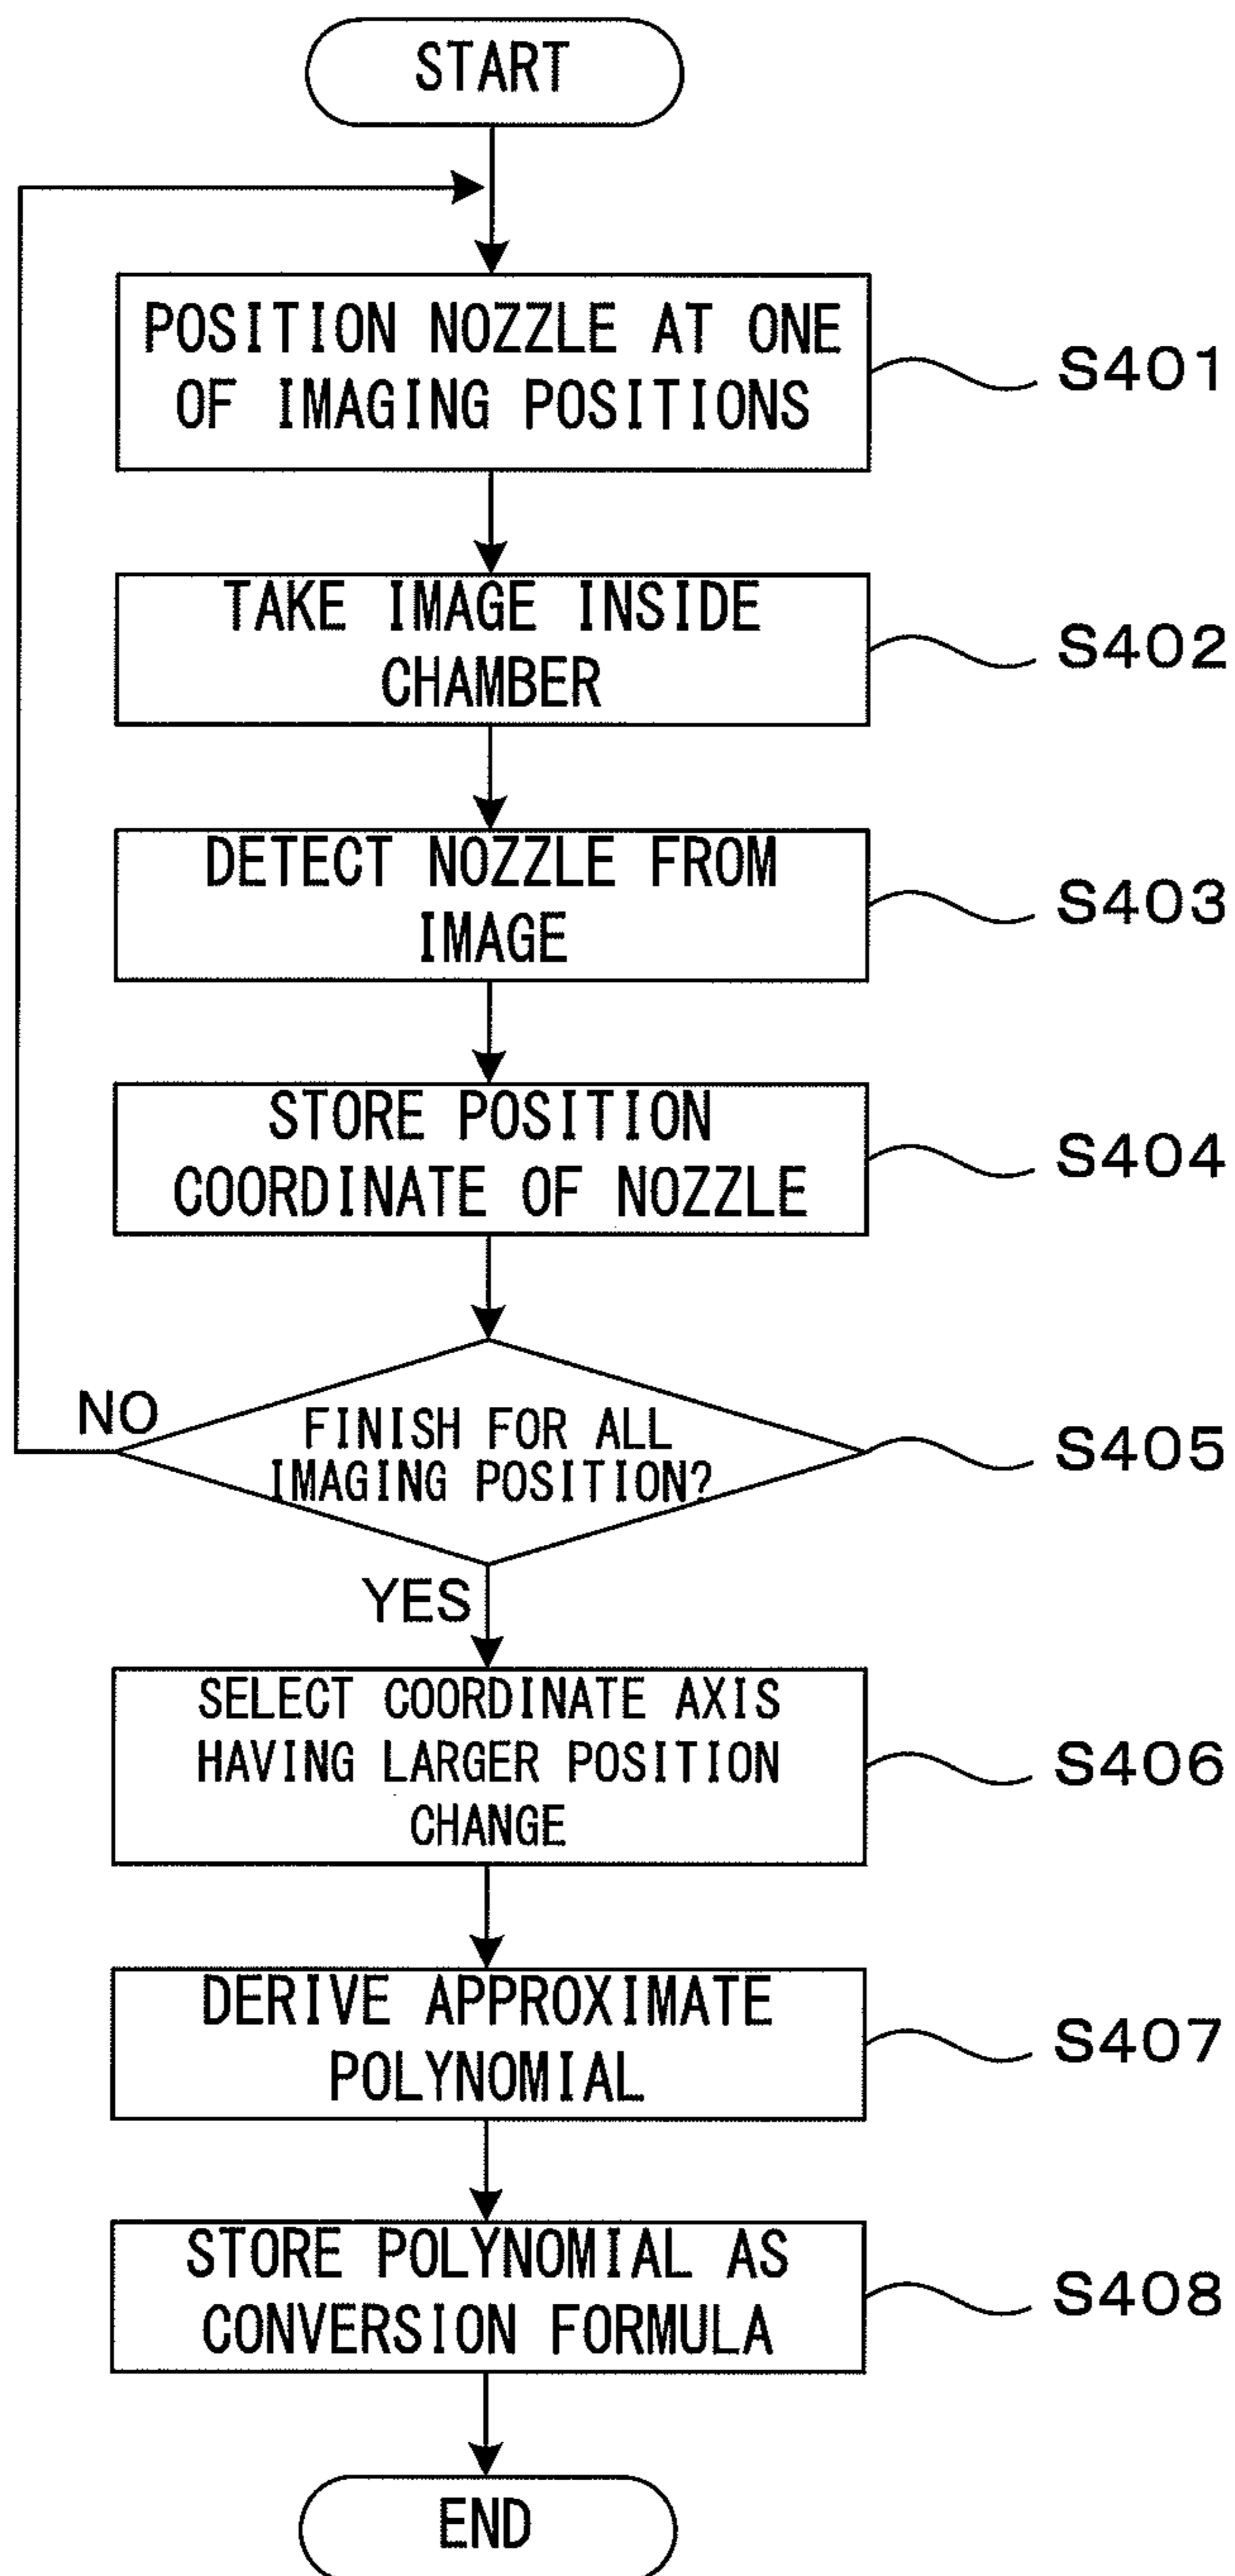 START
POSITION NOZZLE AT ONE
OF IMAGING POSITIONS
S401
TAKE IMAGE INSIDE
CHAMBER
S402
DETECT NOZZLE FROM
IMAGE
S403
STORE POSITION
COORDINATE OF NOZZLE
S404
NO
FINISH FOR ALL
IMAGING POSITION?
S405
YES
SELECT COORDINATE AXIS
HAVING LARGER POSITION
CHANGE
S406
DERIVE APPROXIMATE
POLYNOMIAL
S407
STORE POLYNOMIAL AS
CONVERSION FORMULA
S408
END